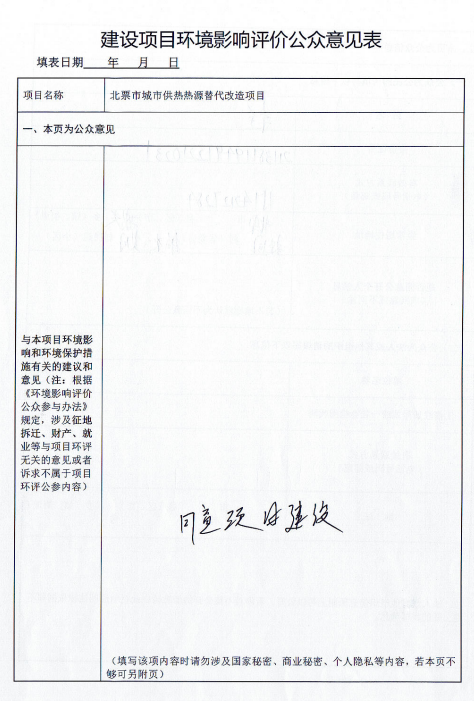 建设项目环境影响评价公众意见表
填表日期 年 月 日
项目名称 北票市城市供热热源替代改造项目
一、本页为公众意见
与本项目环境影
响和环境保护措
施有关的建议和
意见（注：根据
《环境影响评价
公众参与办法》
规定，涉及征地
拆迁、财产、就
业等与项目环评
无关的意见或者
诉求不属于项目
环评公参内容）
同意项目建设
（填写该项内容时请勿涉及国家秘密、商业秘密、个人隐私等内容，若本页不
够可另附页）